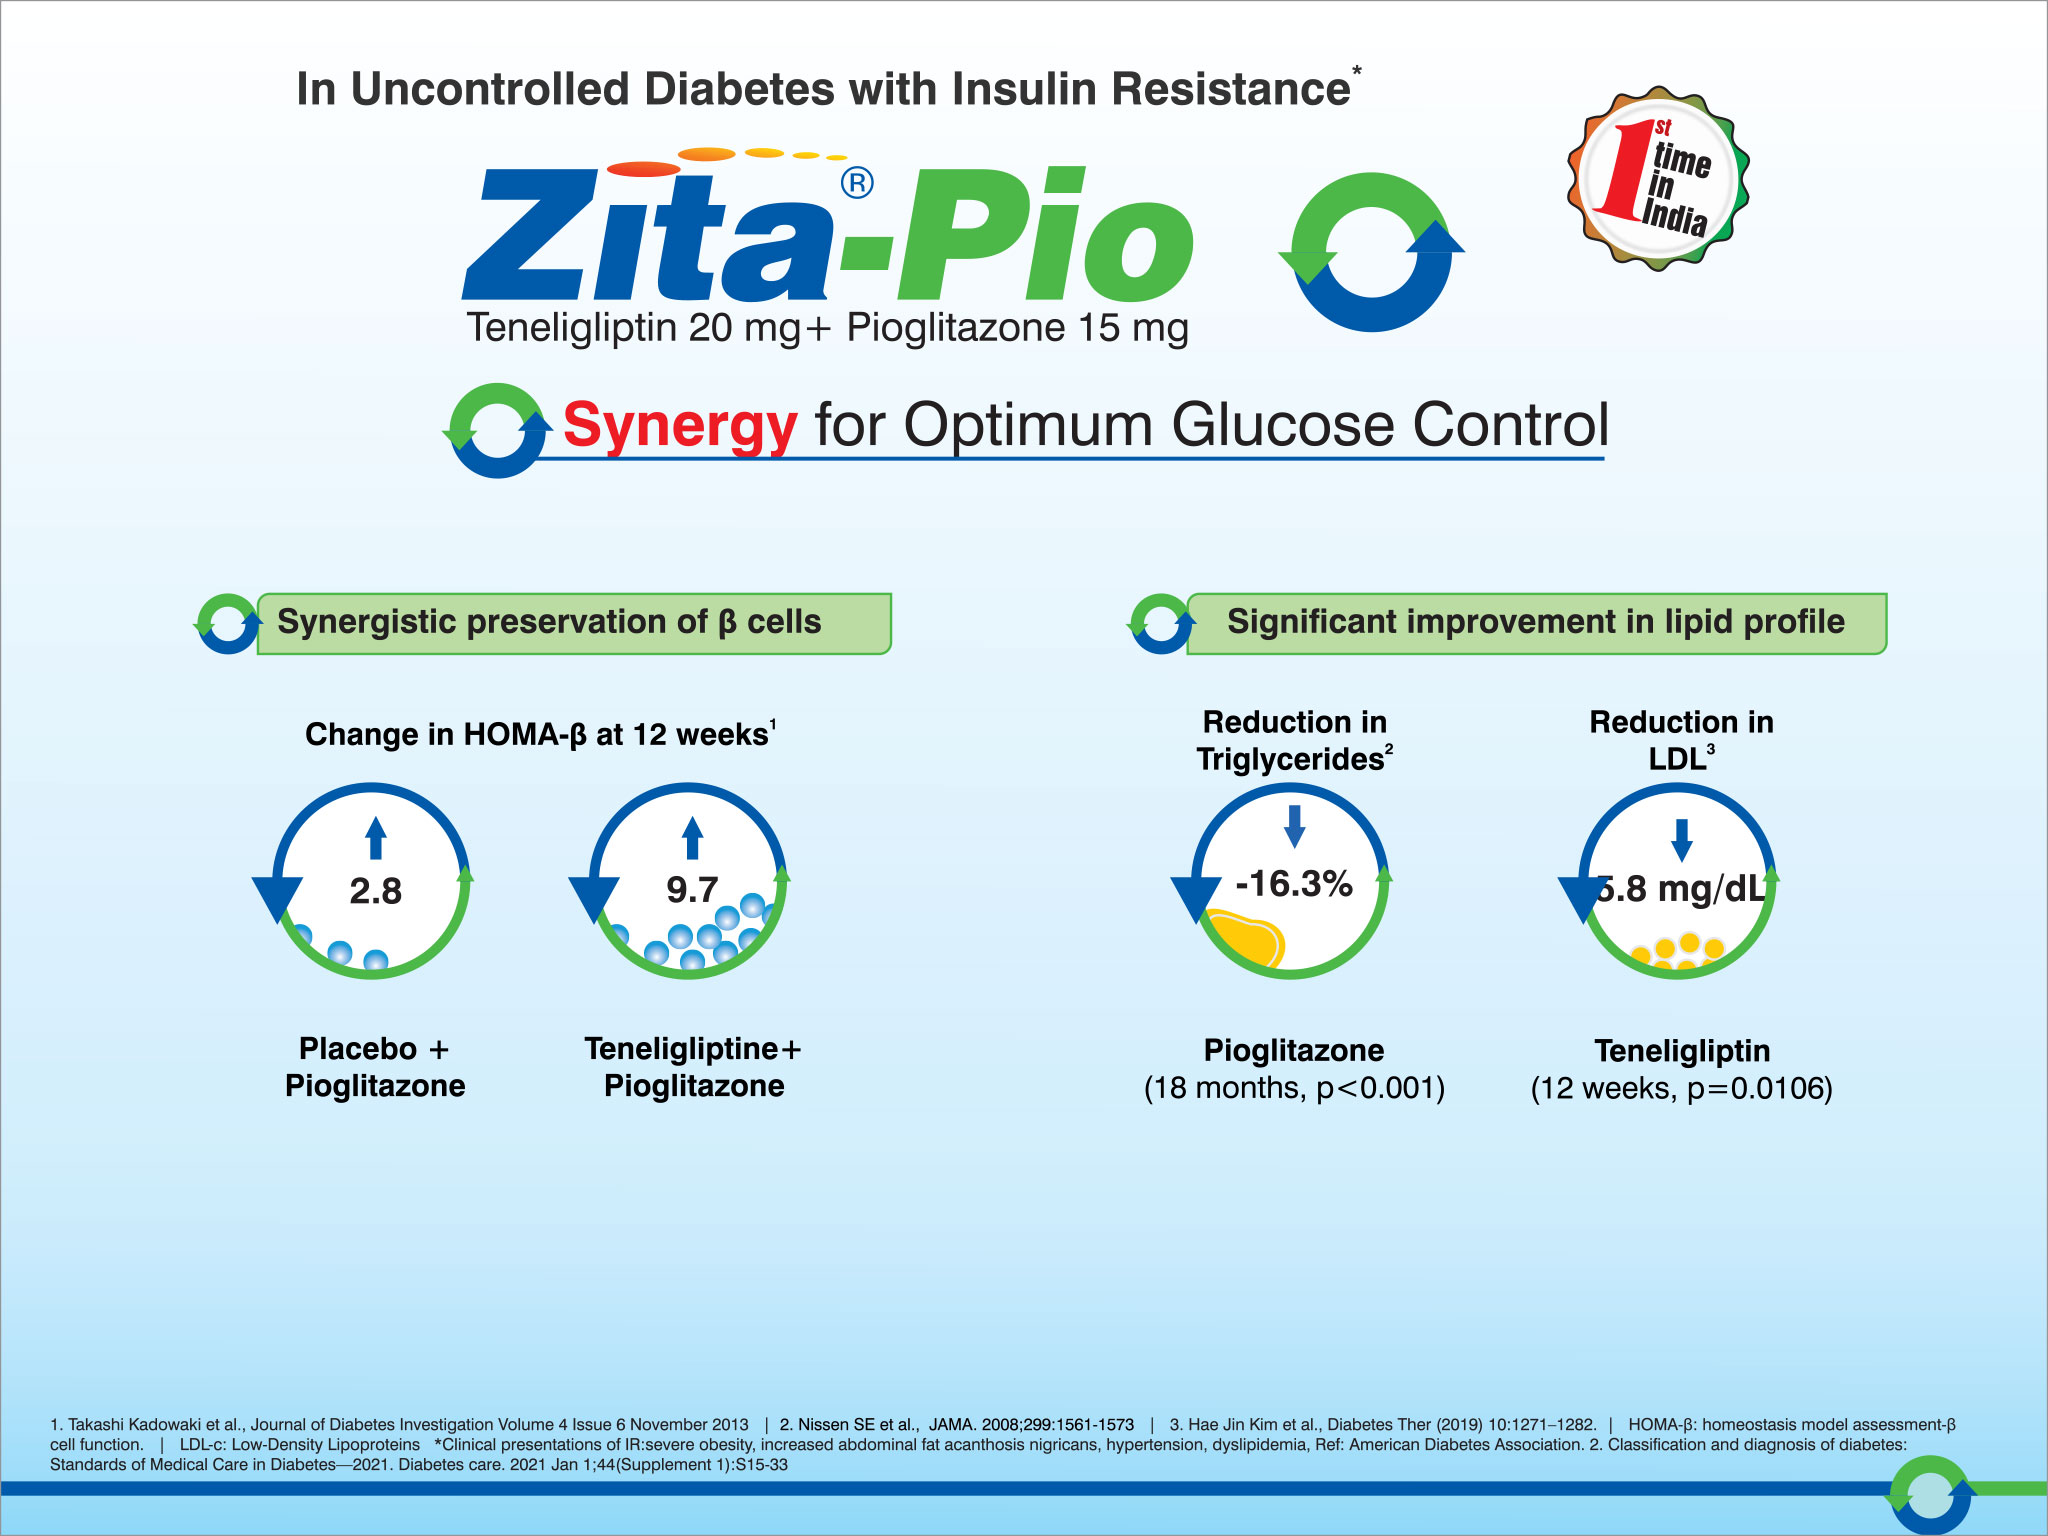 In Uncontrolled Diabetes with Insulin Resistance*
1st
time
in
India
Zita®-Pio
Teneligliptin 20 mg+ Pioglitazone 15 mg
Synergy for Optimum Glucose Control
Synergistic preservation of β cells
Change in HOMA-β at 12 weeks¹
2.8
9.7
Placebo +
Pioglitazone
Teneligliptine+
Pioglitazone
Significant improvement in lipid profile
Reduction in
Triglycerides²
-16.3%
Pioglitazone
(18 months, p<0.001)
Reduction in
LDL³
5.8 mg/dL
Teneligliptin
(12 weeks, p=0.0106)
1. Takashi Kadowaki et al., Journal of Diabetes Investigation Volume 4 Issue 6 November 2013 | 2. Nissen SE et al., JAMA. 2008;299:1561-1573 | 3. Hae Jin Kim et al., Diabetes Ther (2019) 10:1271–1282. | HOMA-β: homeostasis model assessment-β
cell function. | LDL-c: Low-Density Lipoproteins *Clinical presentations of IR:severe obesity, increased abdominal fat acanthosis nigricans, hypertension, dyslipidemia, Ref: American Diabetes Association. 2. Classification and diagnosis of diabetes:
Standards of Medical Care in Diabetes—2021. Diabetes care. 2021 Jan 1;44(Supplement 1):S15-33